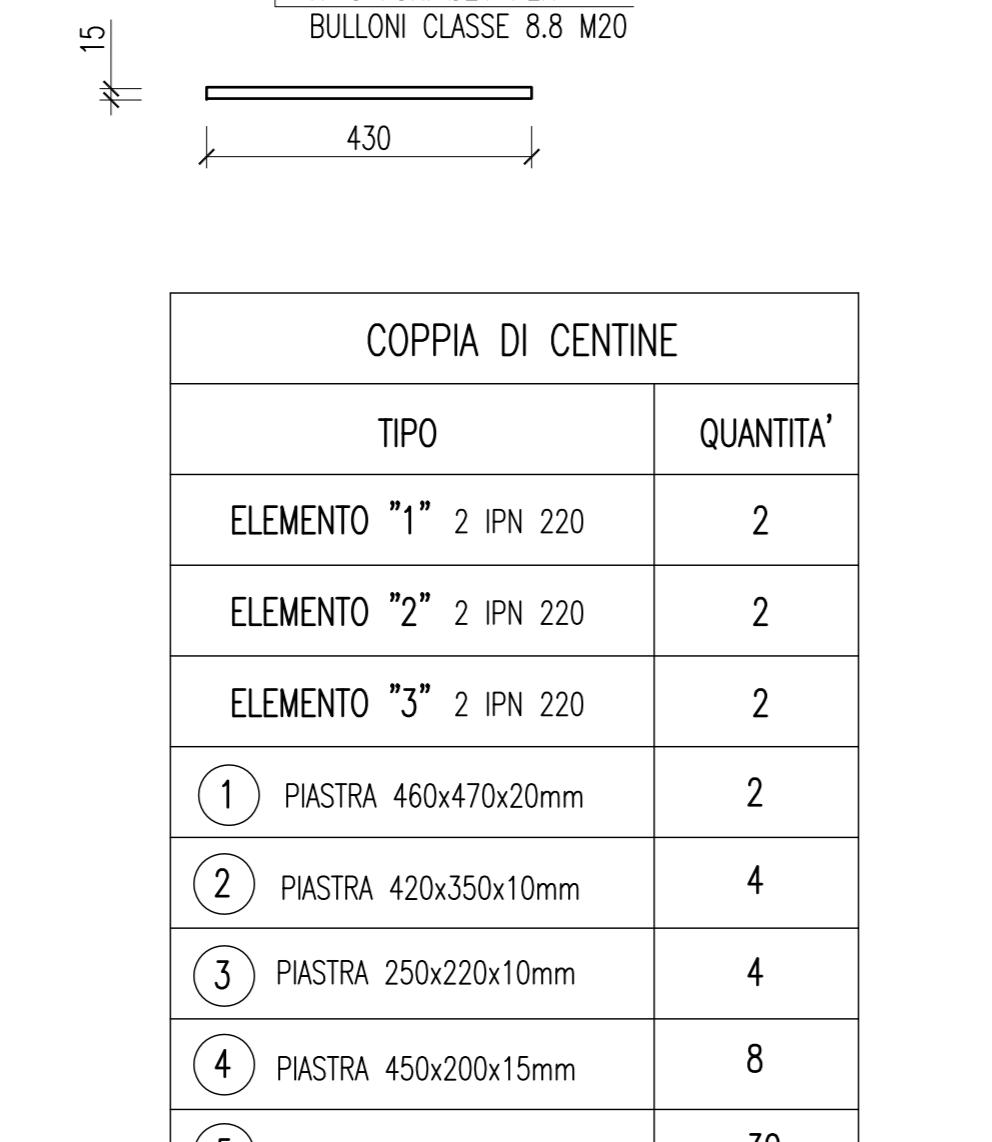 BULLONI CLASSE 8.8 M20
15
430
COPPIA DI CENTINE
TIPO QUANTITA'
ELEMENTO "1" 2 IPN 220 2
ELEMENTO "2" 2 IPN 220 2
ELEMENTO "3" 2 IPN 220 2
1 PIASTRA 460x470x20mm 2
2 PIASTRA 420x350x10mm 4
3 PIASTRA 250x220x10mm 4
4 PIASTRA 450x200x15mm 8